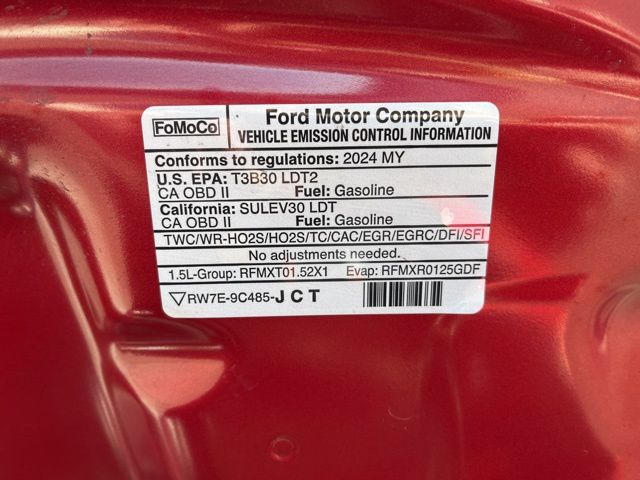 FoMoCo
Ford Motor Company
VEHICLE EMISSION CONTROL INFORMATION
Conforms to regulations: 2024 MY
U.S. EPA: T3B30 LDT2
CA OBD II Fuel: Gasoline
California: SULEV30 LDT
CA OBD II Fuel: Gasoline
TWC/WR-HO2S/HO2S/TC/CAC/EGR/EGRC/DFI/SFI
No adjustments needed.
1.5L-Group: RFMXT01.52X1 Evap: RFMXR0125GDF
RW7E-9C485-J C T